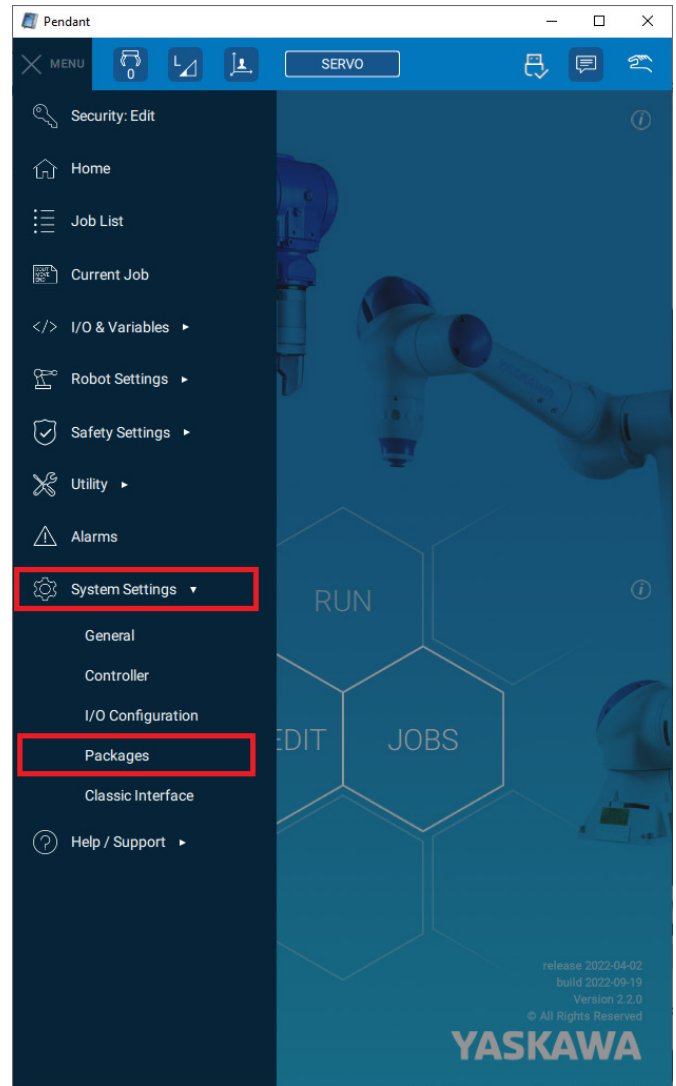 Pendant
MENU
0
L
SERVO
Security: Edit
Home
Job List
Current Job
</> I/O & Variables
Robot Settings
Safety Settings
Utility
Alarms
System Settings
General
Controller
I/O Configuration
Packages
Classic Interface
Help / Support
RUN
EDIT
JOBS
release 2022-04-02
build 2022-09-19
Version 2.2.0
© All Rights Reserved
YASKAWA